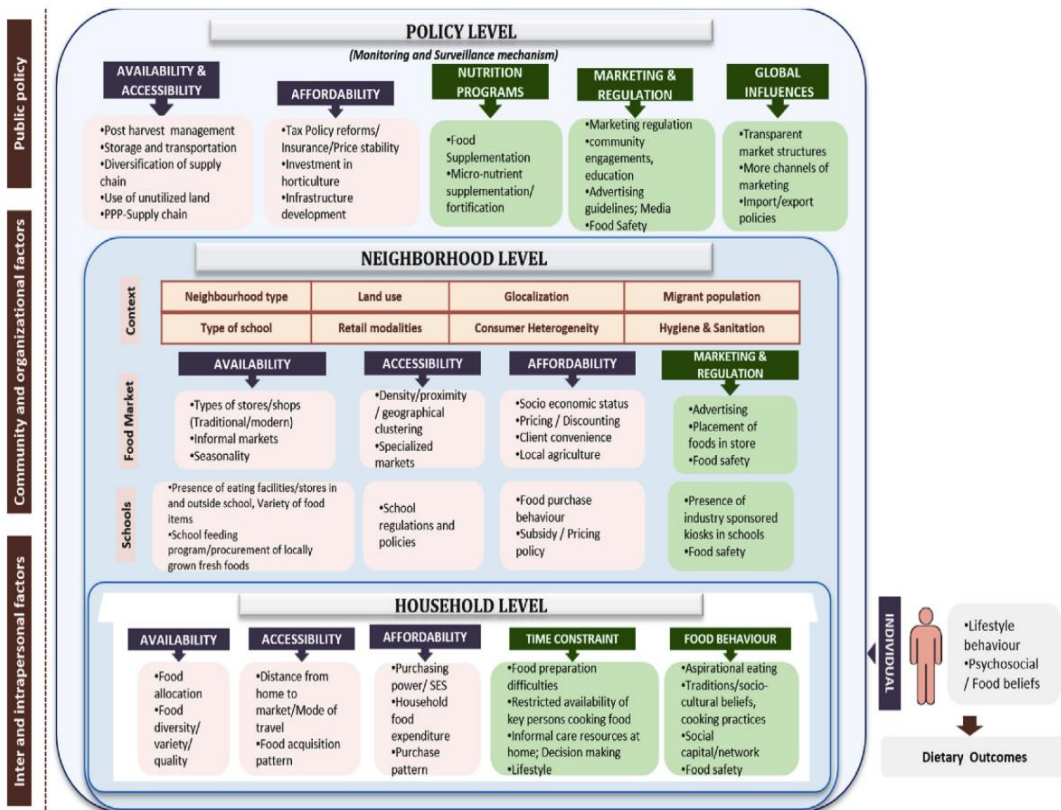 Public policy
POLICY LEVEL
(Monitoring and Surveillance mechanism)
AVAILABILITY &
ACCESSIBILITY
•Post harvest management
•Storage and transportation
•Diversification of supply
chain
•Use of unutilized land
•PPP-Supply chain
AFFORDABILITY
•Tax Policy reforms/
Insurance/Price stability
•Investment in
horticulture
•Infrastructure
development
NUTRITION
PROGRAMS
•Food
Supplementation
•Micro-nutrient
supplementation/
fortification
MARKETING &
REGULATION
•Marketing regulation
•community
engagements,
education
•Advertising
guidelines; Media
•Food Safety
GLOBAL
INFLUENCES
•Transparent
market structures
•More channels of
marketing
•Import/export
policies
Community and organizational factors
NEIGHBORHOOD LEVEL
Context
Neighbourhood type
Land use
Glocalization
Migrant population
Type of school
Retail modalities
Consumer Heterogeneity
Hygiene & Sanitation
Food Market
AVAILABILITY
•Types of stores/shops
(Traditional/modern)
•Informal markets
•Seasonality
ACCESSIBILITY
•Density/proximity
/ geographical
clustering
•Specialized
markets
AFFORDABILITY
•Socio economic status
•Pricing / Discounting
•Client convenience
•Local agriculture
MARKETING &
REGULATION
•Advertising
•Placement of
foods in store
•Food safety
Schools
•Presence of eating facilities/stores in
and outside school, Variety of food
items
•School feeding
program/procurement of locally
grown fresh foods
•School
regulations and
policies
•Food purchase
behaviour
•Subsidy / Pricing
policy
•Presence of
industry sponsored
kiosks in schools
•Food safety
Inter and intrapersonal factors
HOUSEHOLD LEVEL
AVAILABILITY
•Food
allocation
•Food
diversity/
variety/
quality
ACCESSIBILITY
•Distance from
home to
market/Mode of
travel
•Food acquisition
pattern
AFFORDABILITY
•Purchasing
power/ SES
•Household
food
expenditure
•Purchase
pattern
TIME CONSTRAINT
•Food preparation
difficulties
•Restricted availability of
key persons cooking food
•Informal care resources at
home; Decision making
•Lifestyle
FOOD BEHAVIOUR
•Aspirational eating
•Traditions/socio-
cultural beliefs,
cooking practices
•Social
capital/network
•Food safety
INDIVIDUAL
•Lifestyle
behaviour
•Psychosocial
/ Food beliefs
Dietary Outcomes